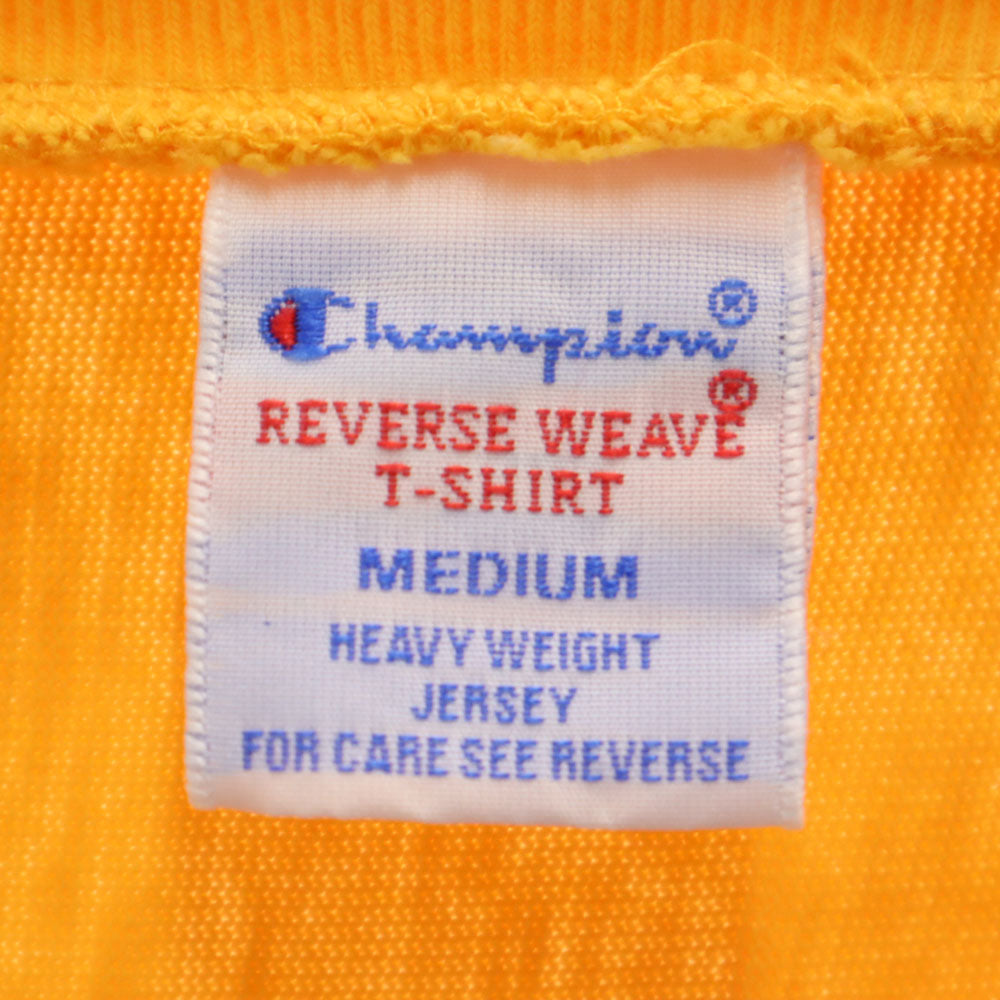 Champion®
REVERSE WEAVE®
T-SHIRT
MEDIUM
HEAVY WEIGHT
JERSEY
FOR CARE SEE REVERSE